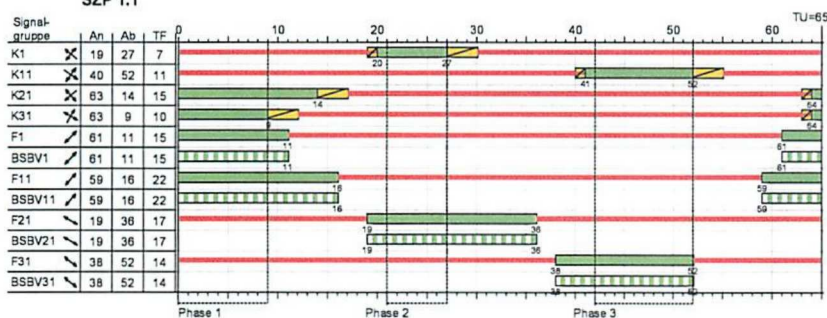 SZP 1.1
Signal-
gruppe An Ab TF 0 10 20 30 40 50 60 TU=65
K1 19 27 7 20 27
K11 40 52 11 41 52
K21 63 14 15 14 64
K31 63 9 10 9 64
F1 61 11 15 11 61
BSBV1 61 11 15 11 61
F11 59 16 22 16 59
BSBV11 59 16 22 16 59
F21 19 36 17 19 36
BSBV21 19 36 17 19 36
F31 38 52 14 38 52
BSBV31 38 52 14 38 52
Phase 1 Phase 2 Phase 3